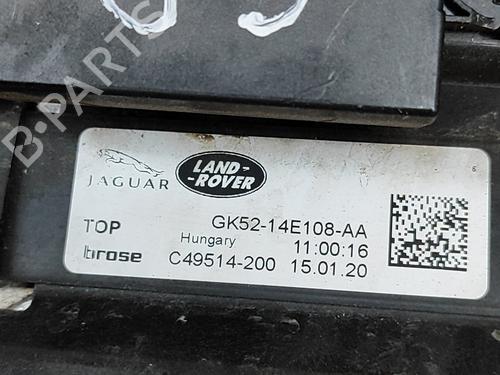 B-PARTS
JAGUAR
LAND-
ROVER
TOP
GK52-14E108-AA
Hungary
11:00:16
brose
C49514-200
15.01.20